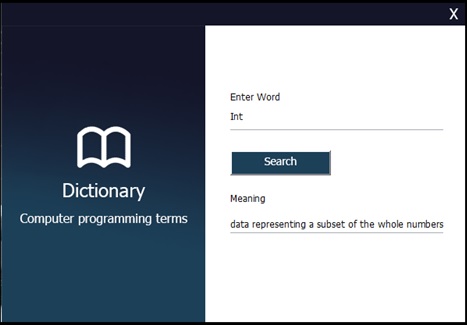 X
Dictionary
Computer programming terms
Enter Word
Int
Search
Meaning
data representing a subset of the whole numbers